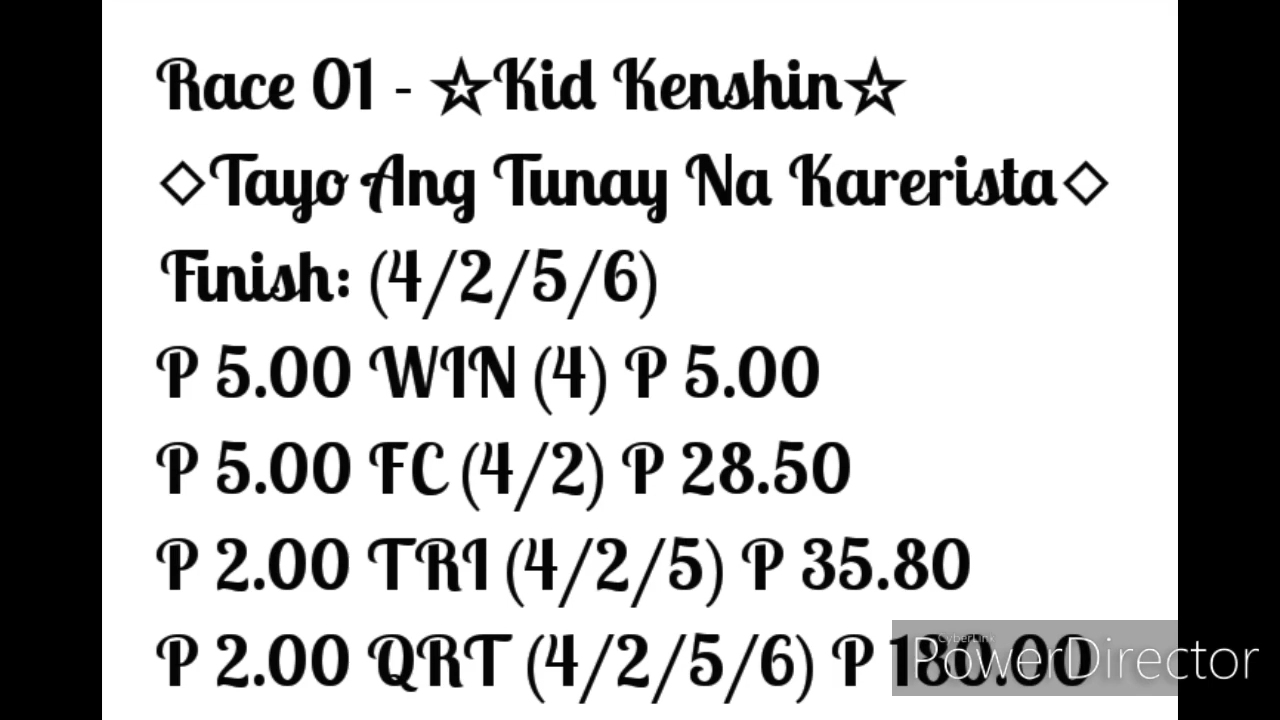 Race 01 - ☆Kid Kenshin☆
◇Tayo Ang Tunay Na Karerista◇
Finish: (4/2/5/6)
₱ 5.00 WIN (4) ₱ 5.00
₱ 5.00 FC (4/2) ₱ 28.50
₱ 2.00 TRI (4/2/5) ₱ 35.80
₱ 2.00 QRT (4/2/5/6) ₱
CyberLink
PowerDirector